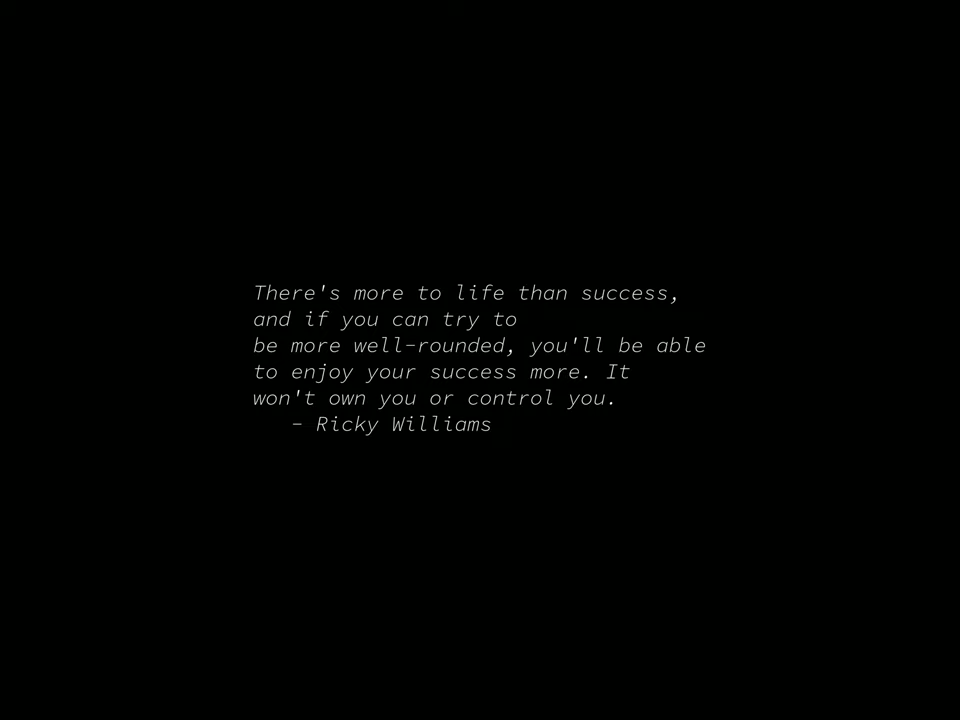 There's more to life than success,
and if you can try to
be more well-rounded, you'll be able
to enjoy your success more. It
won't own you or control you.
- Ricky Williams